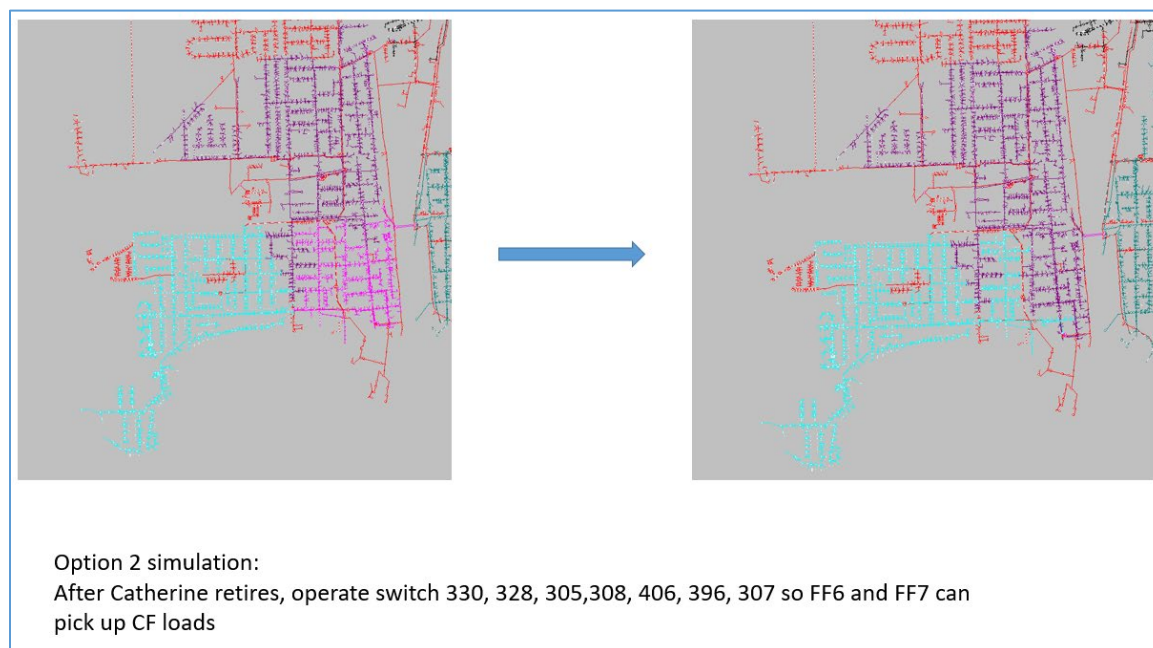 Option 2 simulation:
After Catherine retires, operate switch 330, 328, 305,308, 406, 396, 307 so FF6 and FF7 can
pick up CF loads